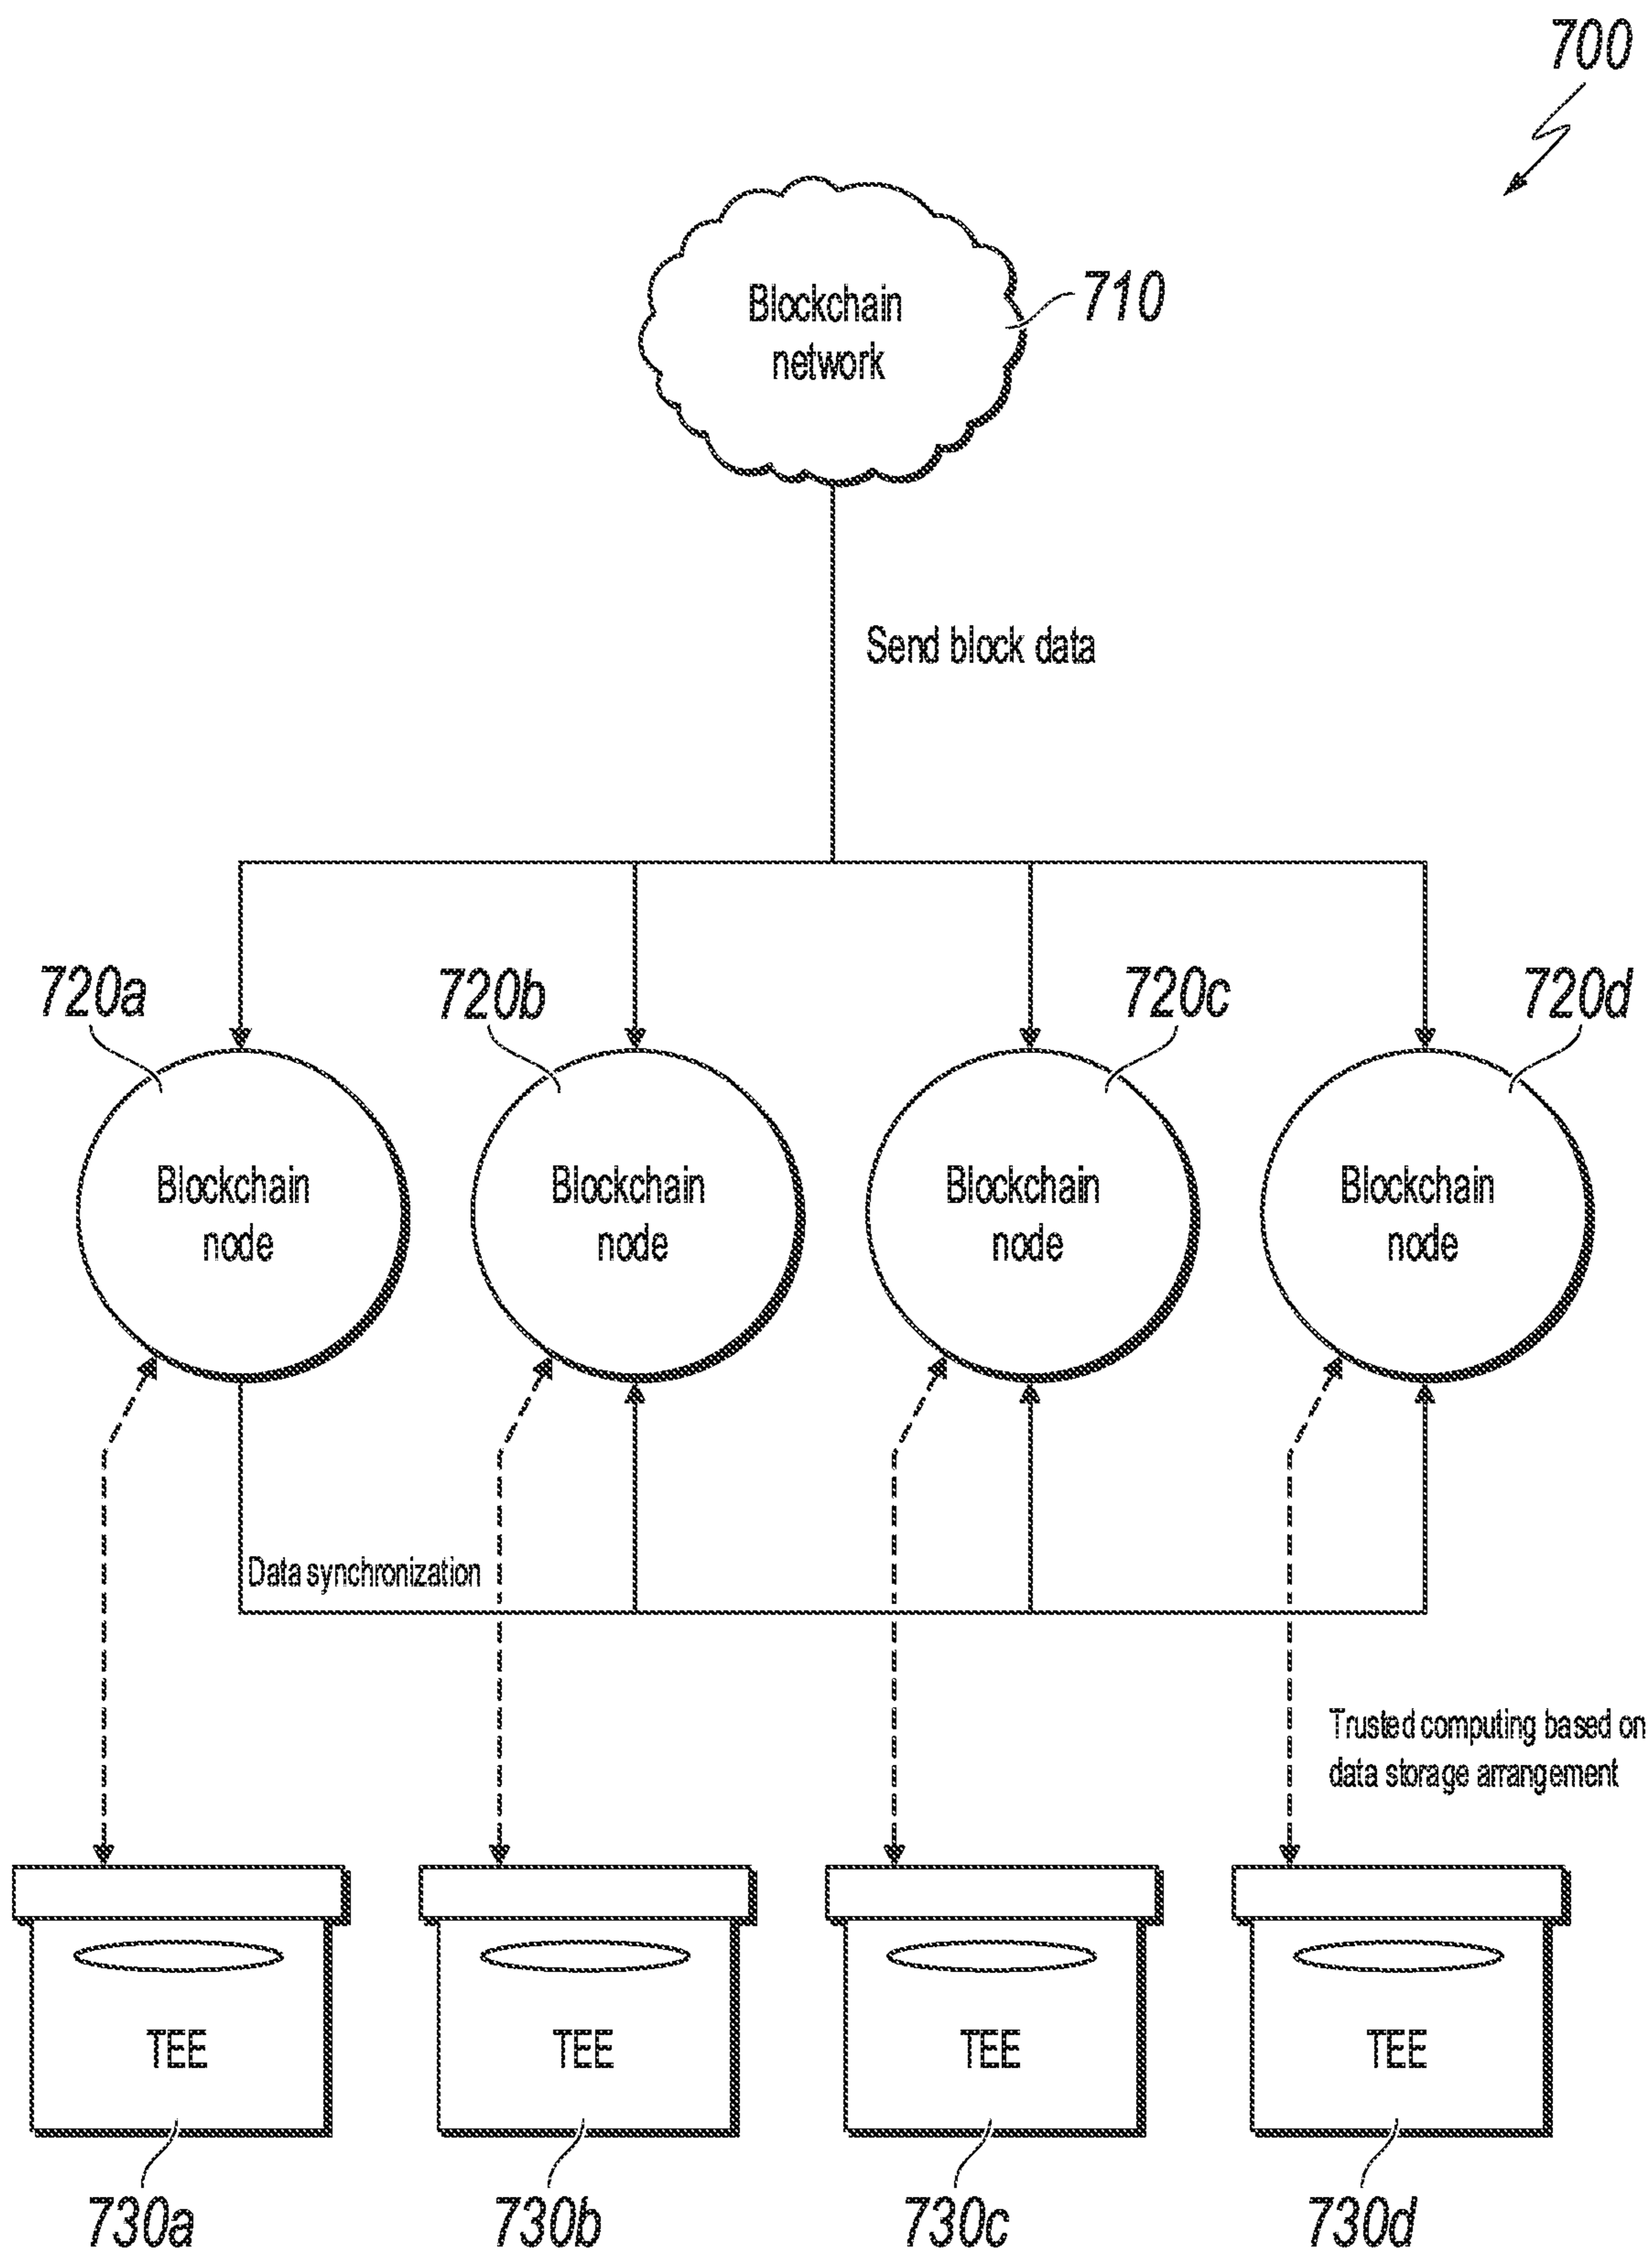 700
Blockchain
network
710
Send block data
720a
720b
720c
720d
Blockchain
node
Blockchain
node
Blockchain
node
Blockchain
node
Data synchronization
Trusted computing based on
data storage arrangement
TEE
TEE
TEE
TEE
730a
730b
730c
730d